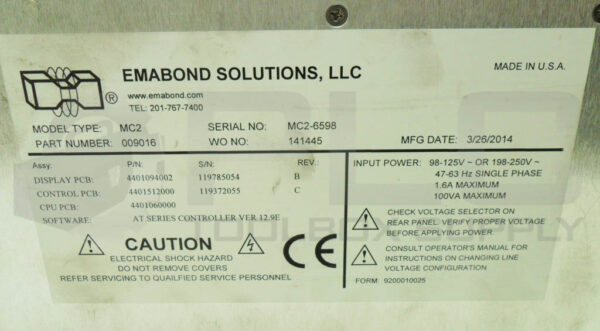 EMABOND SOLUTIONS, LLC
www.emabond.com
TEL: 201-767-7400
MADE IN U.S.A.
®
MODEL TYPE: MC2 SERIAL NO: MC2-6598
PART NUMBER: 009016 WO NO: 141445 MFG DATE: 3/26/2014
Assy: P/N: S/N: REV.:
DISPLAY PCB: 4401094002 119785054 B
CONTROL PCB: 4401512000 119372055 C
CPU PCB: 4401060000
SOFTWARE: AT SERIES CONTROLLER VER 12.9E
INPUT POWER: 98-125V ~ OR 198-250V ~
47-63 Hz SINGLE PHASE
1.6A MAXIMUM
100VA MAXIMUM
CAUTION
ELECTRICAL SHOCK HAZARD
DO NOT REMOVE COVERS
REFER SERVICING TO QUALIFIED SERVICE PERSONNEL
CE
CHECK VOLTAGE SELECTOR ON
REAR PANEL. VERIFY PROPER VOLTAGE
BEFORE APPLYING POWER.
CONSULT OPERATOR'S MANUAL FOR
INSTRUCTIONS ON CHANGING LINE
VOLTAGE CONFIGURATION
FORM: 9200010025
PLC
TOOLBOX SUPPLY